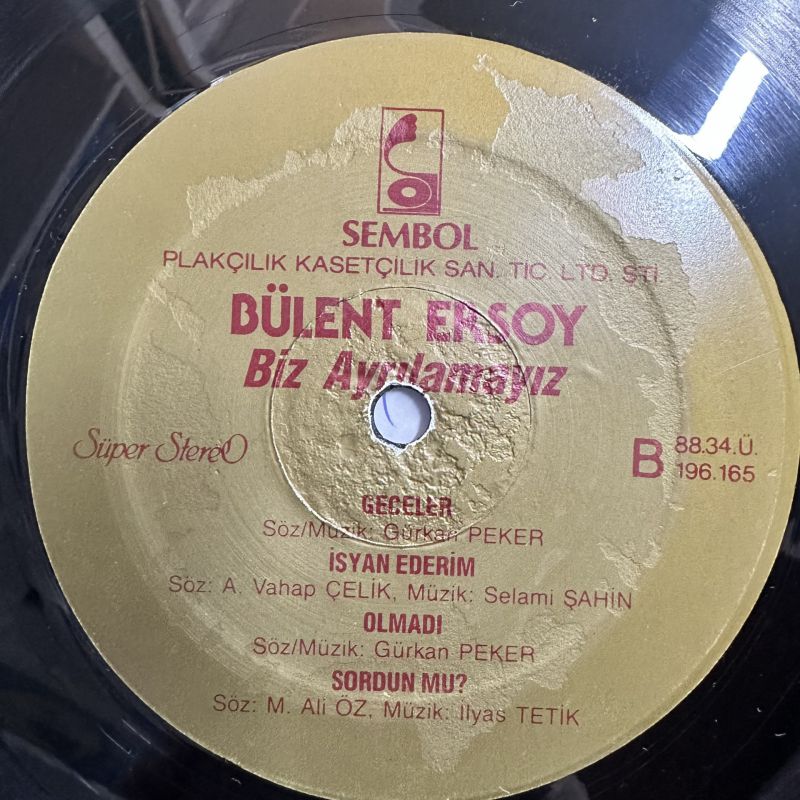 SEMBOL
PLAKÇILIK KASETÇILIK SAN. TIC. LTD. ŞTİ.
BÜLENT ERSOY
Biz Ayrılamayız
Süper Stereo
B 88.34.Ü.
196.165
GECELER
Söz/Müzik: Gürkan PEKER
İSYAN EDERİM
Söz: A. Vahap ÇELİK, Müzik: Selami ŞAHİN
OLMADI
Söz/Müzik: Gürkan PEKER
SORDUN MU?
Söz: M. Ali ÖZ, Müzik: İlyas TETİK